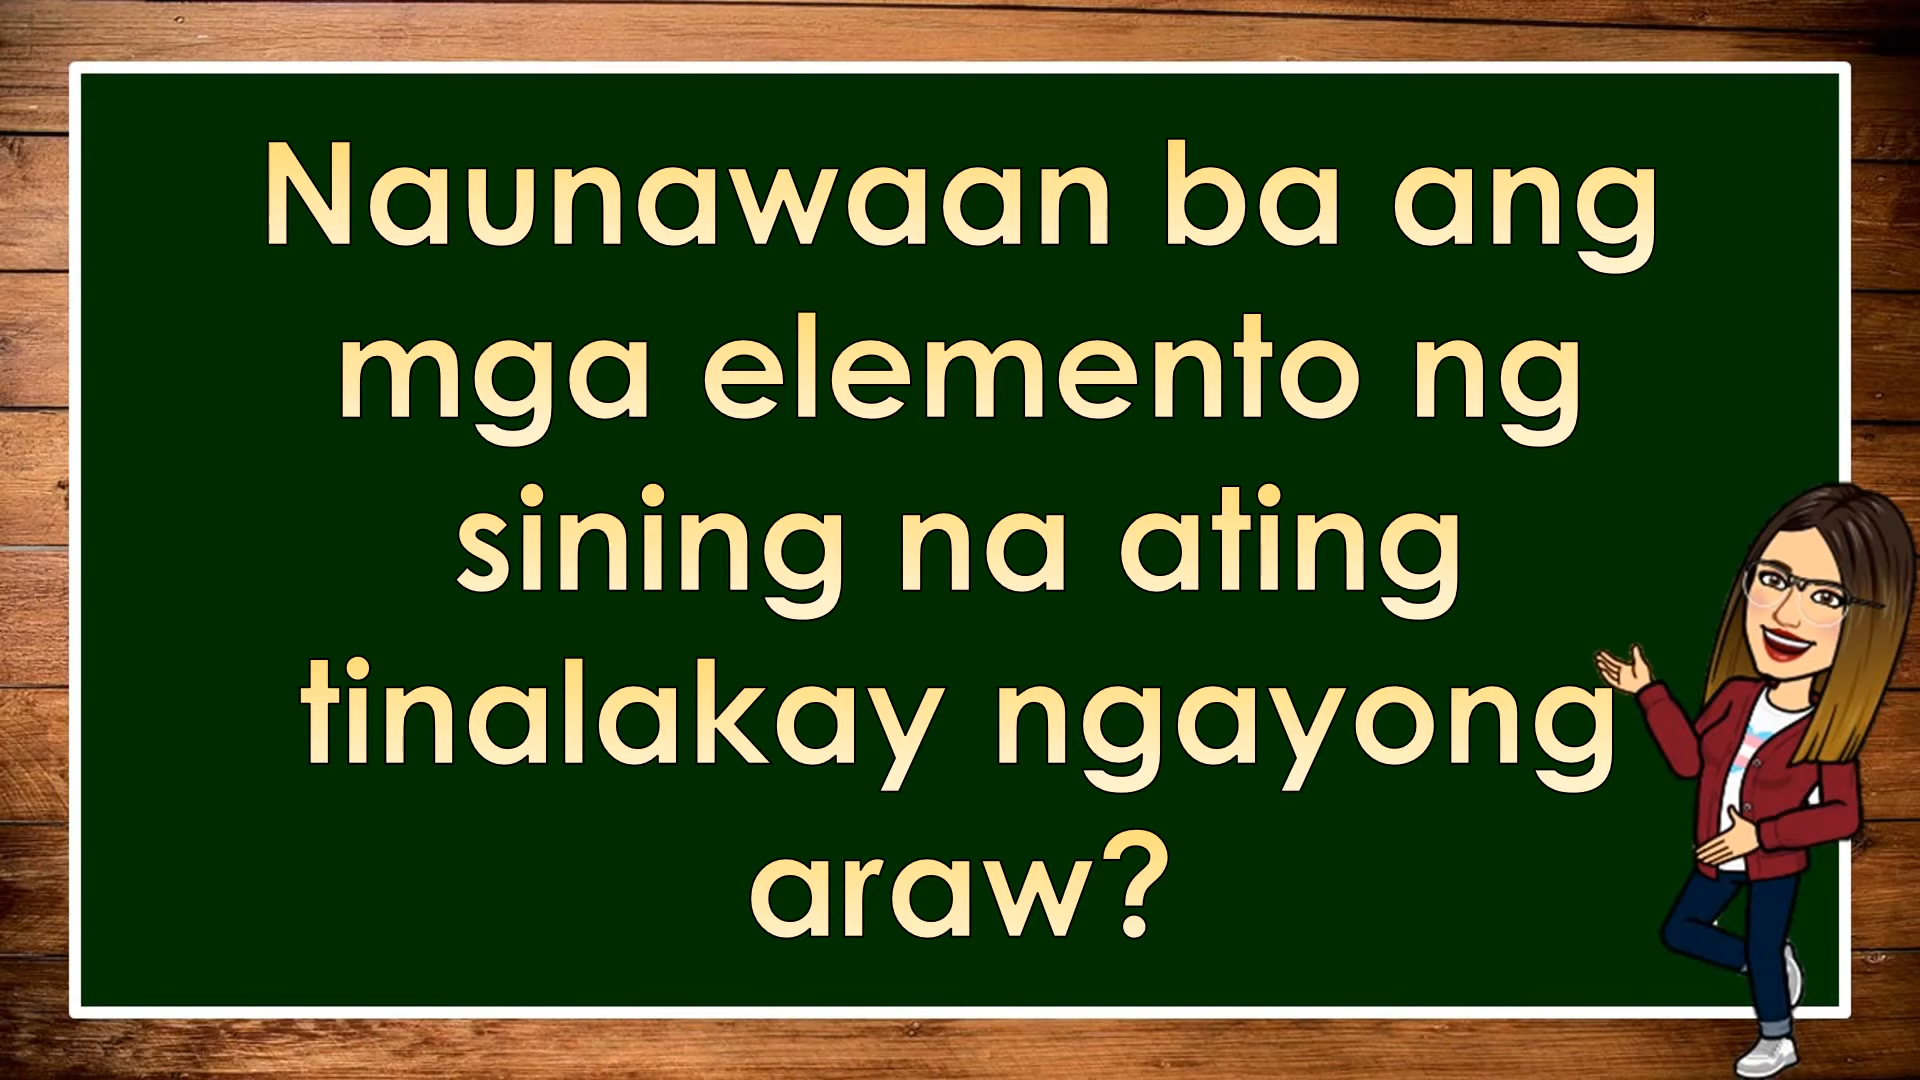 Naunawaan ba ang
mga elemento ng
sining na ating
tinalakay ngayong
araw?